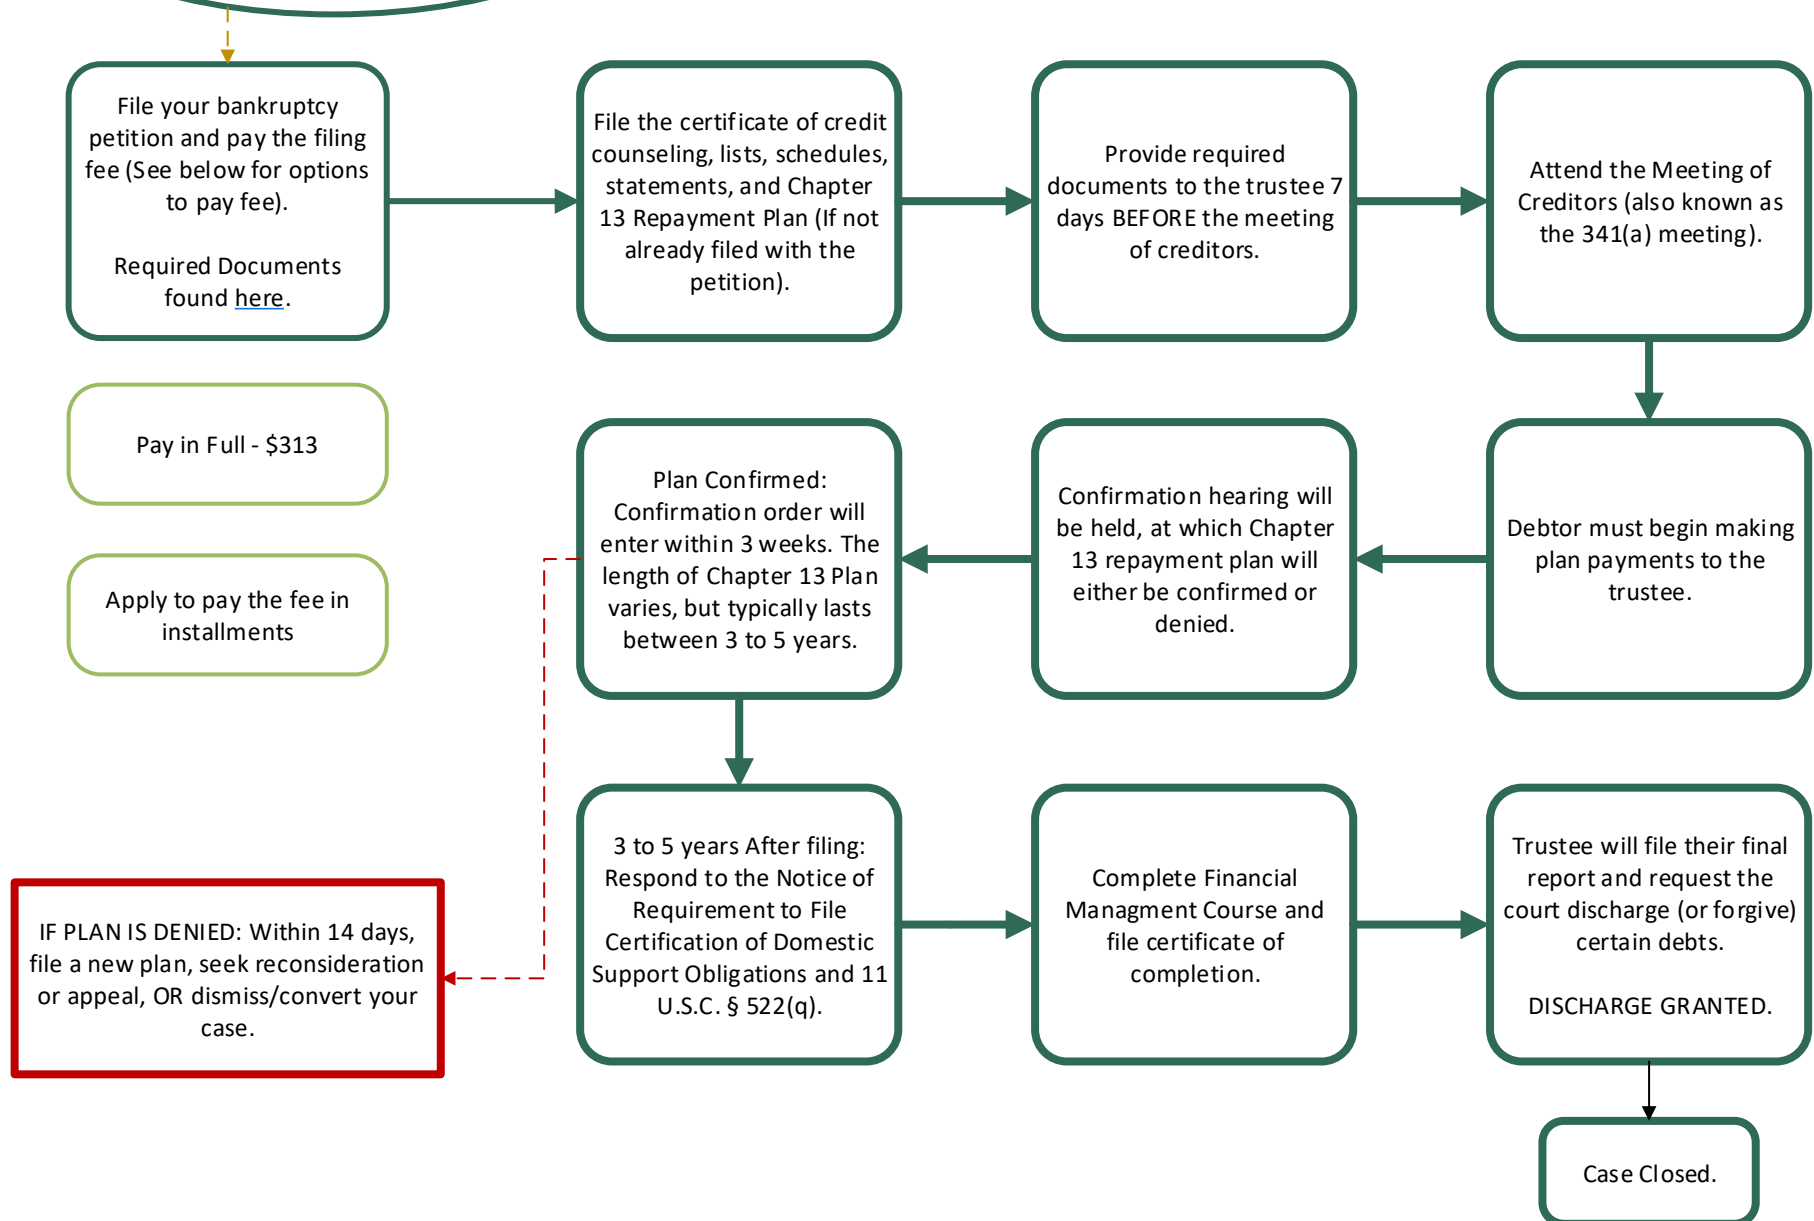 File your bankruptcy
petition and pay the filing
fee (See below for options
to pay fee).
Required Documents
found here.
File the certificate of credit
counseling, lists, schedules,
statements, and Chapter
13 Repayment Plan (If not
already filed with the
petition).
Provide required
documents to the trustee 7
days BEFORE the meeting
of creditors.
Attend the Meeting of
Creditors (also known as
the 341(a) meeting).
Pay in Full - $313
Apply to pay the fee in
installments
Debtor must begin making
plan payments to the
trustee.
Confirmation hearing will
be held, at which Chapter
13 repayment plan will
either be confirmed or
denied.
Plan Confirmed:
Confirmation order will
enter within 3 weeks. The
length of Chapter 13 Plan
varies, but typically lasts
between 3 to 5 years.
IF PLAN IS DENIED: Within 14 days,
file a new plan, seek reconsideration
or appeal, OR dismiss/convert your
case.
3 to 5 years After filing:
Respond to the Notice of
Requirement to File
Certification of Domestic
Support Obligations and 11
U.S.C. § 522(q).
Complete Financial
Managment Course and
file certificate of
completion.
Trustee will file their final
report and request the
court discharge (or forgive)
certain debts.
DISCHARGE GRANTED.
Case Closed.